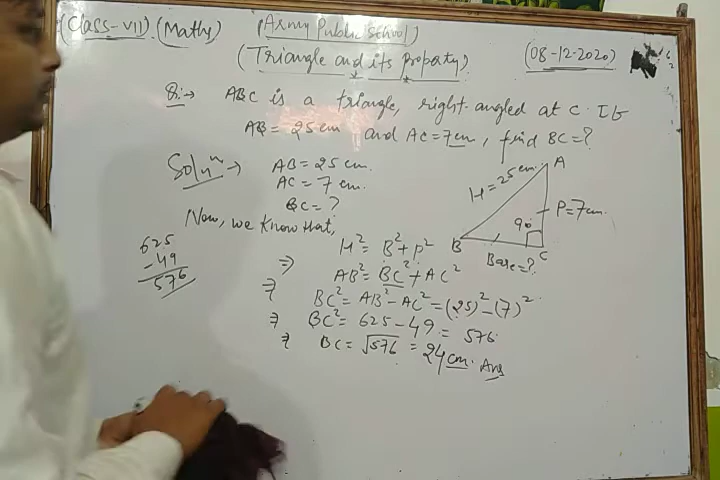 (Class-VII) (Maths) (Army Public School)
(Triangle and its Property) (08-12-2020)
Q:→ ABC is a triangle, right-angled at C. If
AB = 25 cm and AC = 7 cm, find BC = ?
Solnⁿ → AB = 25 cm.
AC = 7 cm.
BC = ?
Now, we know that,
H² = B² + P²
⇒ AB² = BC² + AC²
⇒ BC² = AB² - AC² = (25)² - (7)²
⇒ BC² = 625 - 49 = 576.
⇒ BC = √576 = 24 cm. Ans
625
-49
576
A
H = 25 cm
P = 7 cm.
90°
B
C
Base = ?